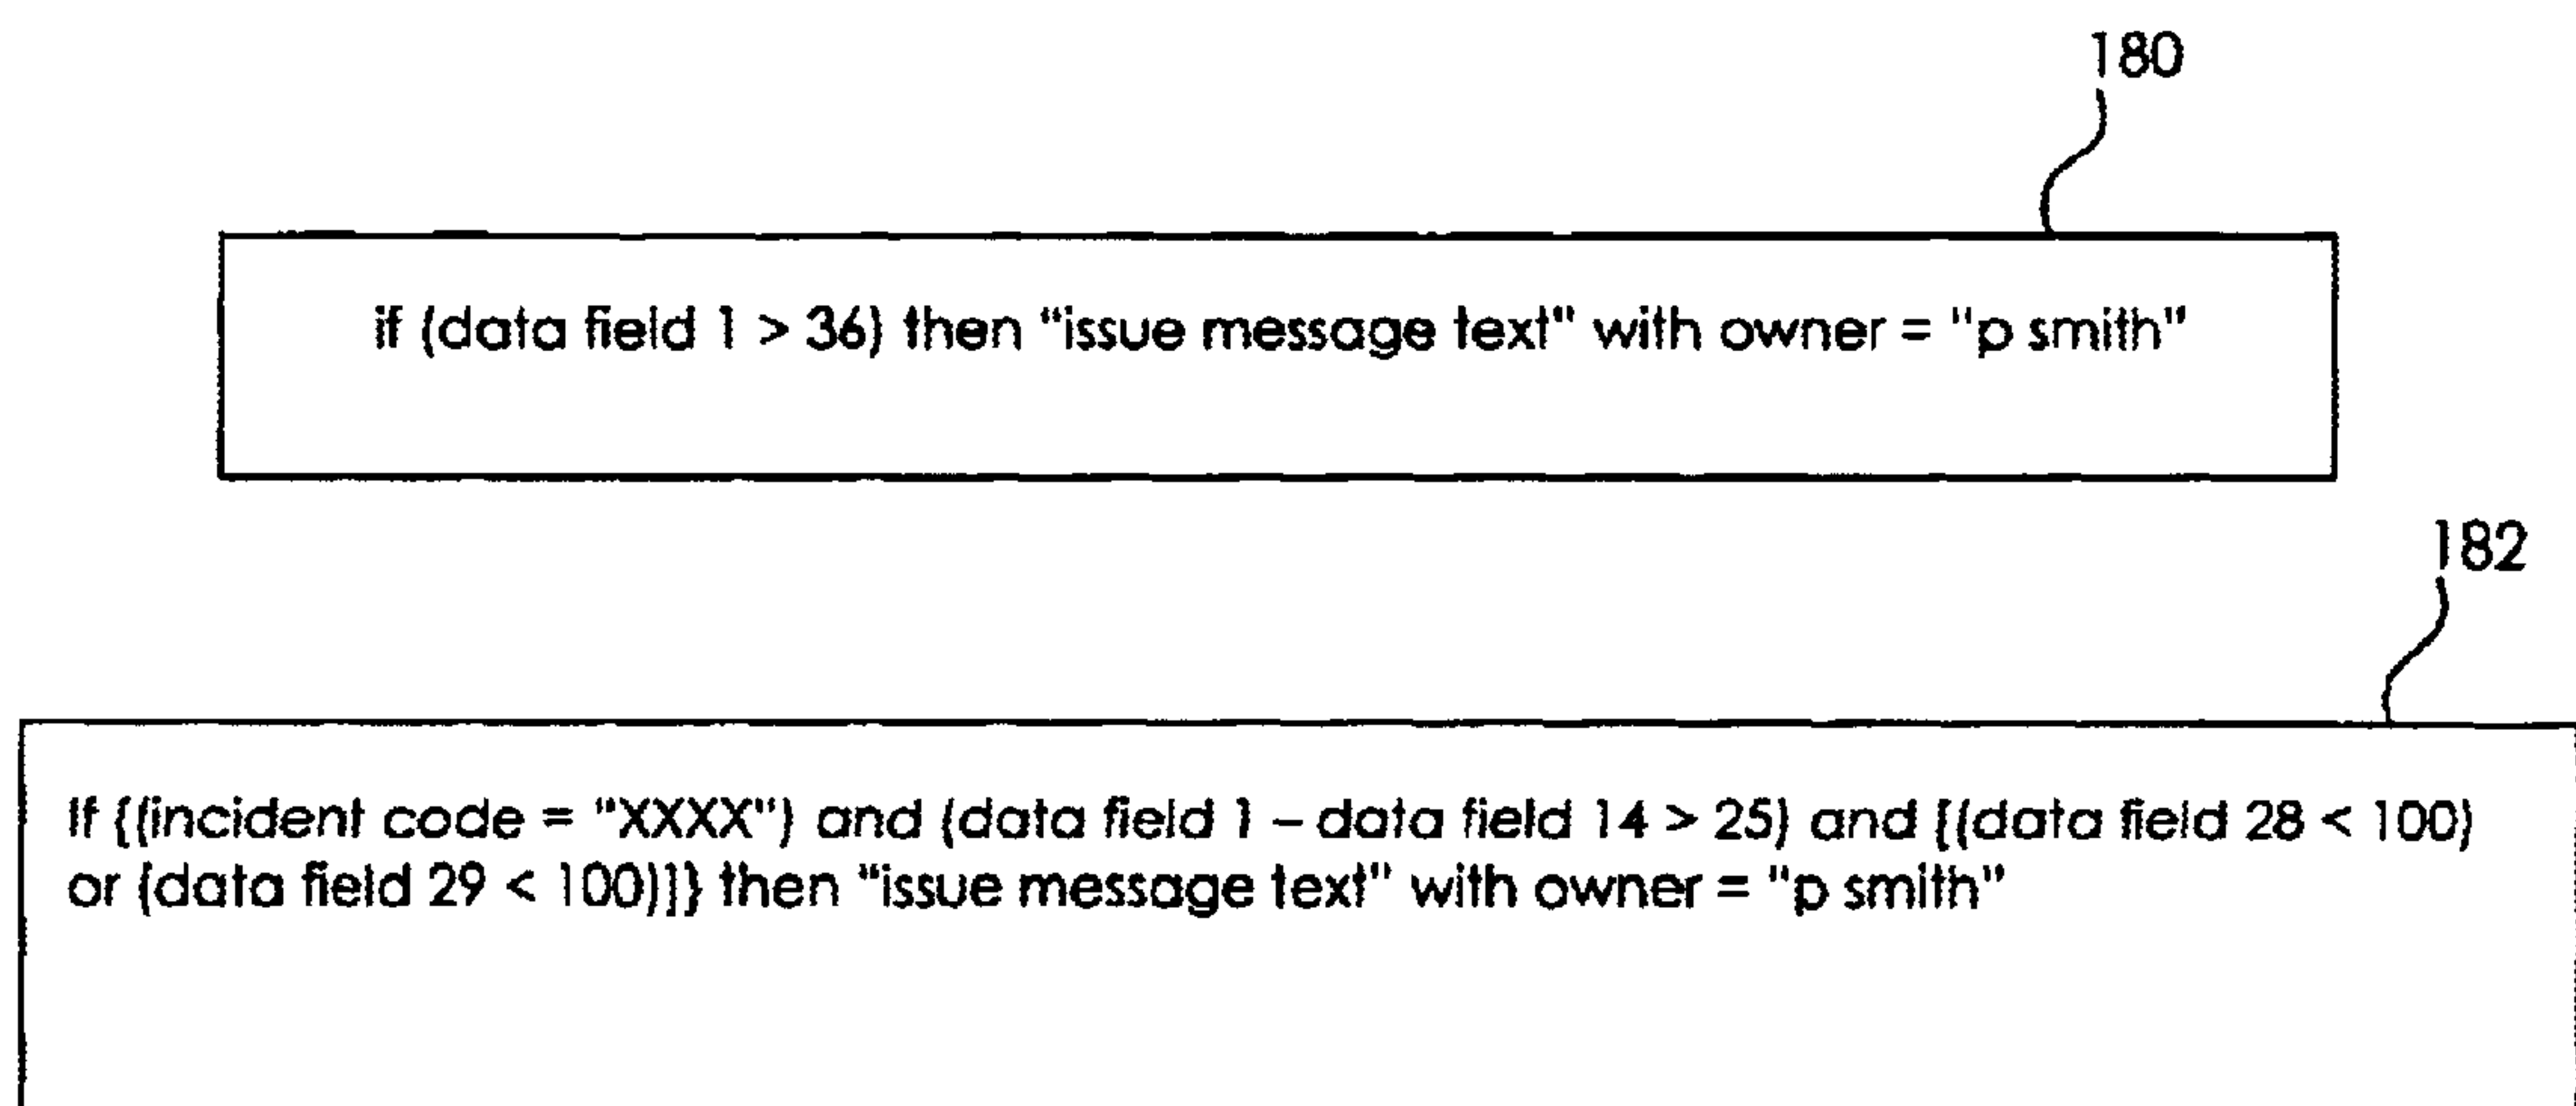 180
if (data field 1 > 36) then “issue message text” with owner = “p smith”
182
If {(incident code = “XXXX”) and (data field 1 – data field 14 > 25) and [(data field 28 < 100)
or (data field 29 < 100)]} then “issue message text” with owner = “p smith”